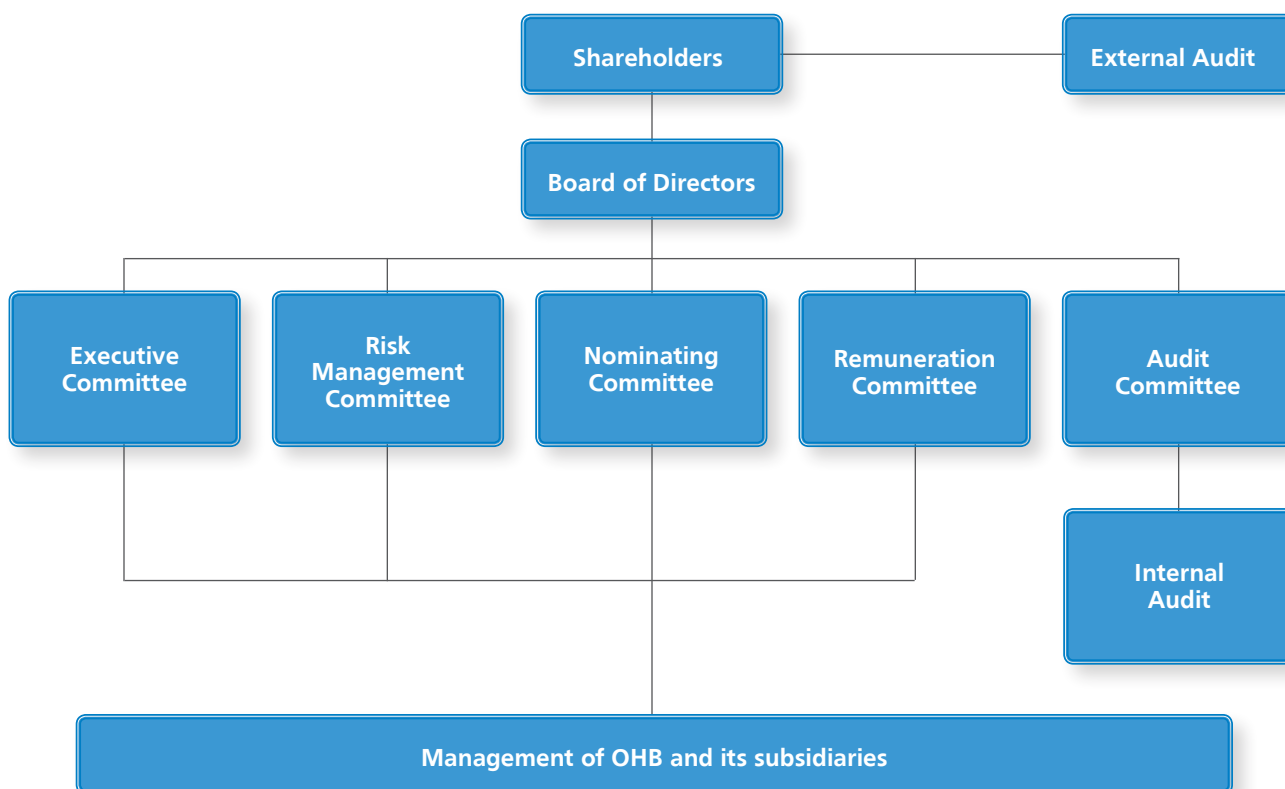 Shareholders
External Audit
Board of Directors
Executive
Committee
Risk
Management
Committee
Nominating
Committee
Remuneration
Committee
Audit
Committee
Internal
Audit
Management of OHB and its subsidiaries